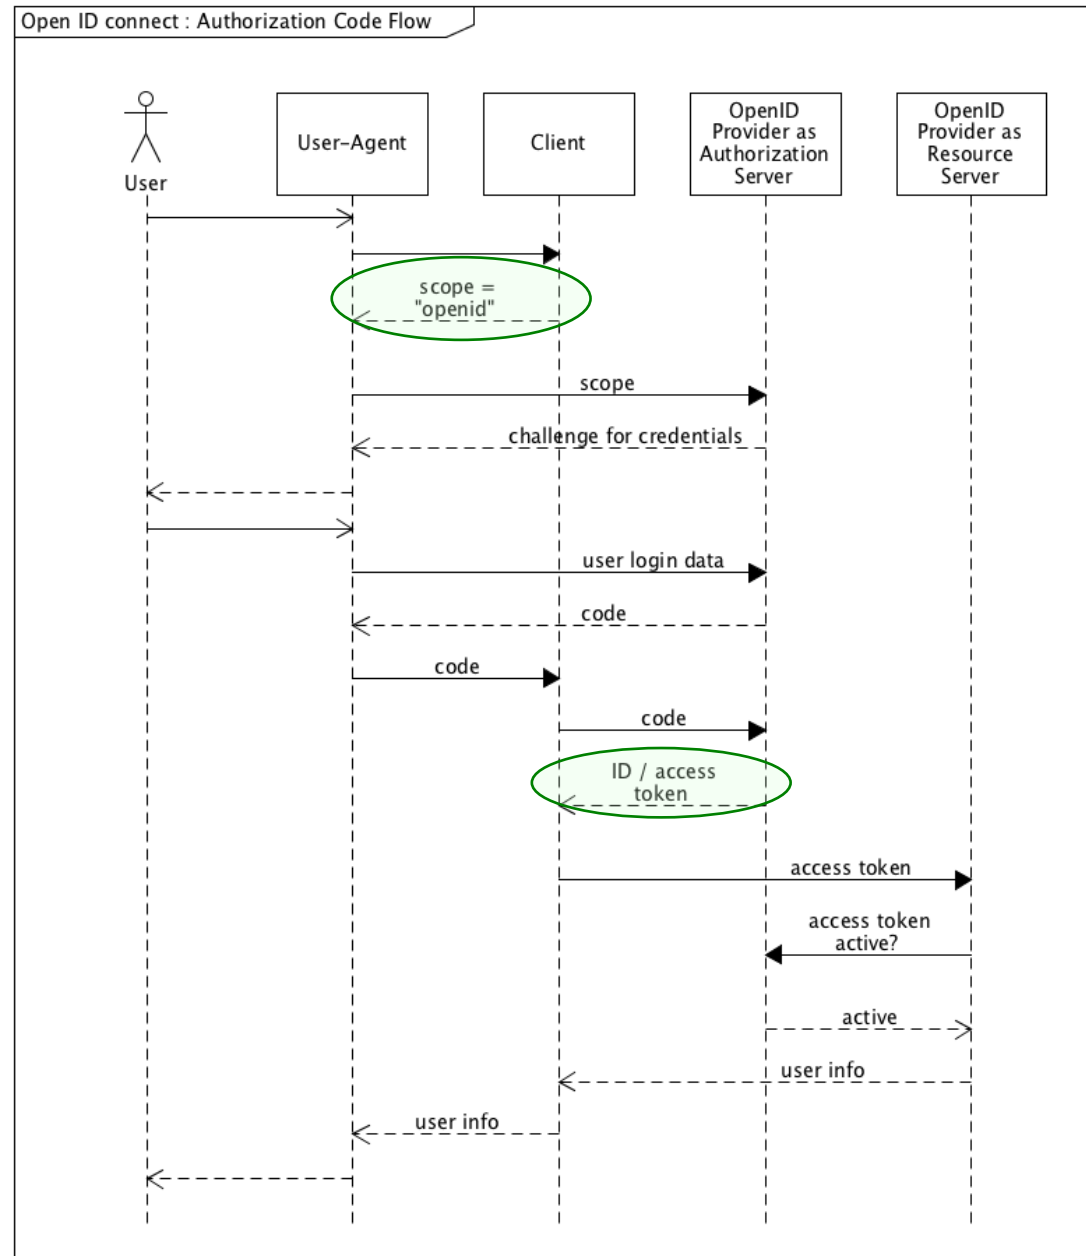 Open ID connect : Authorization Code Flow
User
User-Agent
Client
OpenID
Provider as
Authorization
Server
OpenID
Provider as
Resource
Server
scope =
"openid"
scope
challenge for credentials
user login data
code
code
code
ID / access
token
access token
access token
active?
active
user info
user info